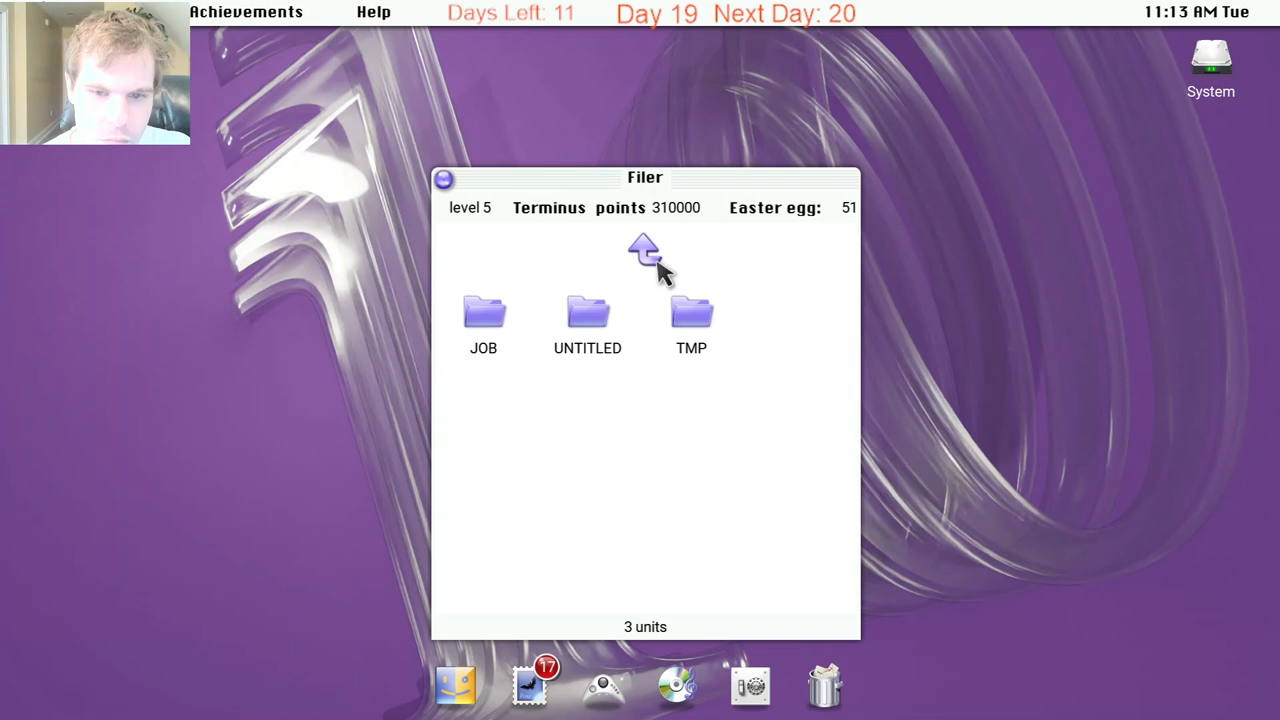 Achievements Help Days Left: 11 Day 19 Next Day: 20 11:13 AM Tue
System
Filer
level 5 Terminus points 310000 Easter egg: 51
JOB UNTITLED TMP
3 units
17